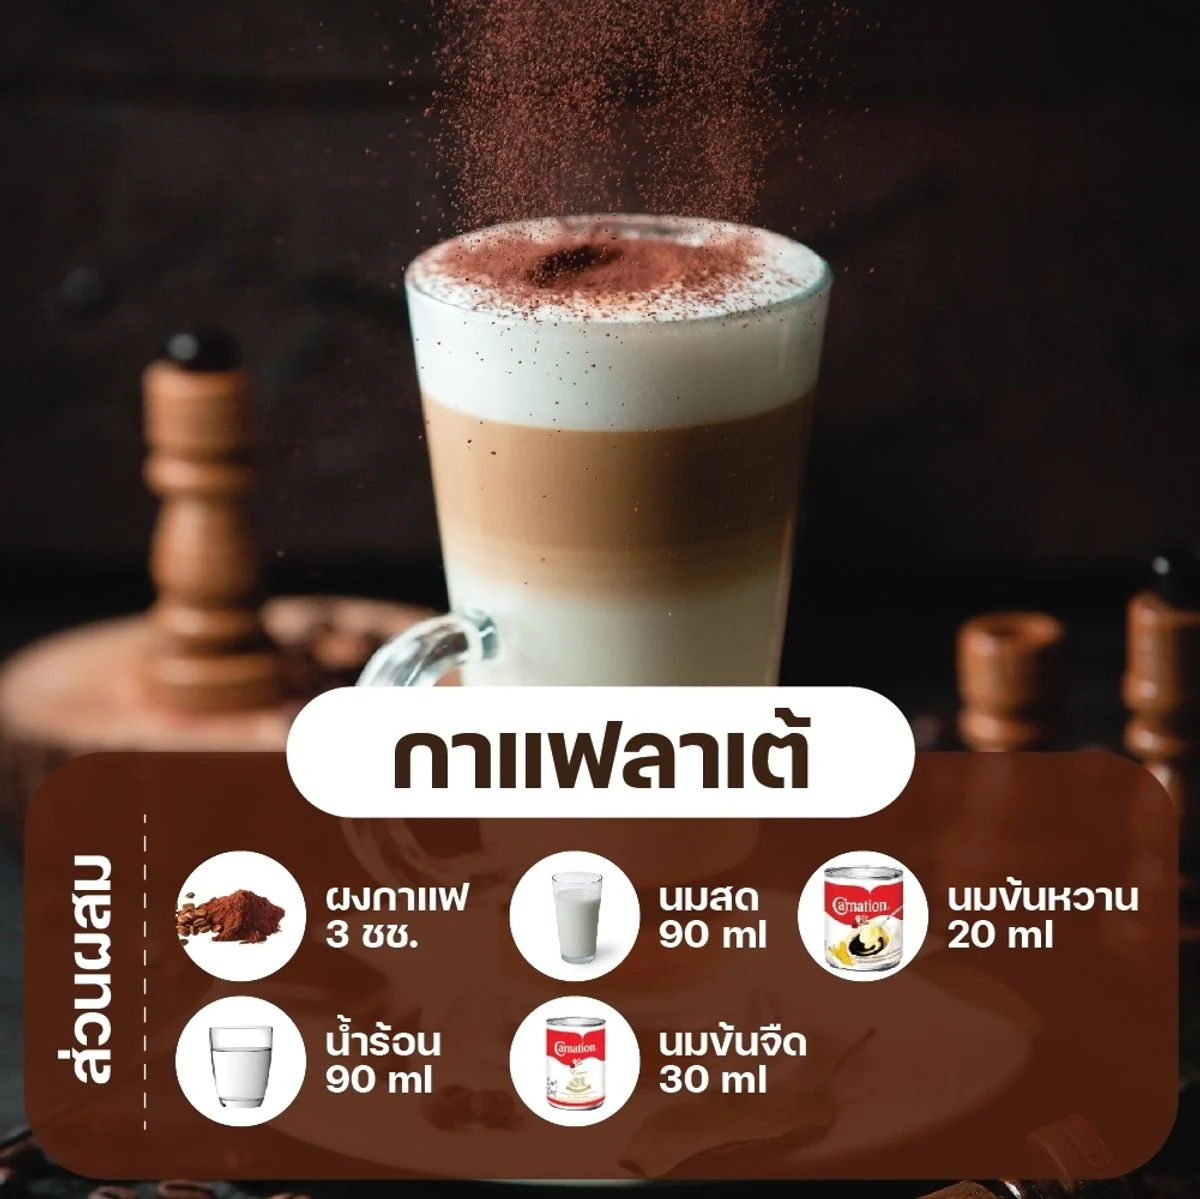 กาแฟลาเต้
ส่วนผสม
ผงกาแฟ
3 ชช.
นมสด
90 ml
Carnation
นมข้นหวาน
20 ml
น้ำร้อน
90 ml
Carnation
นมข้นจืด
30 ml